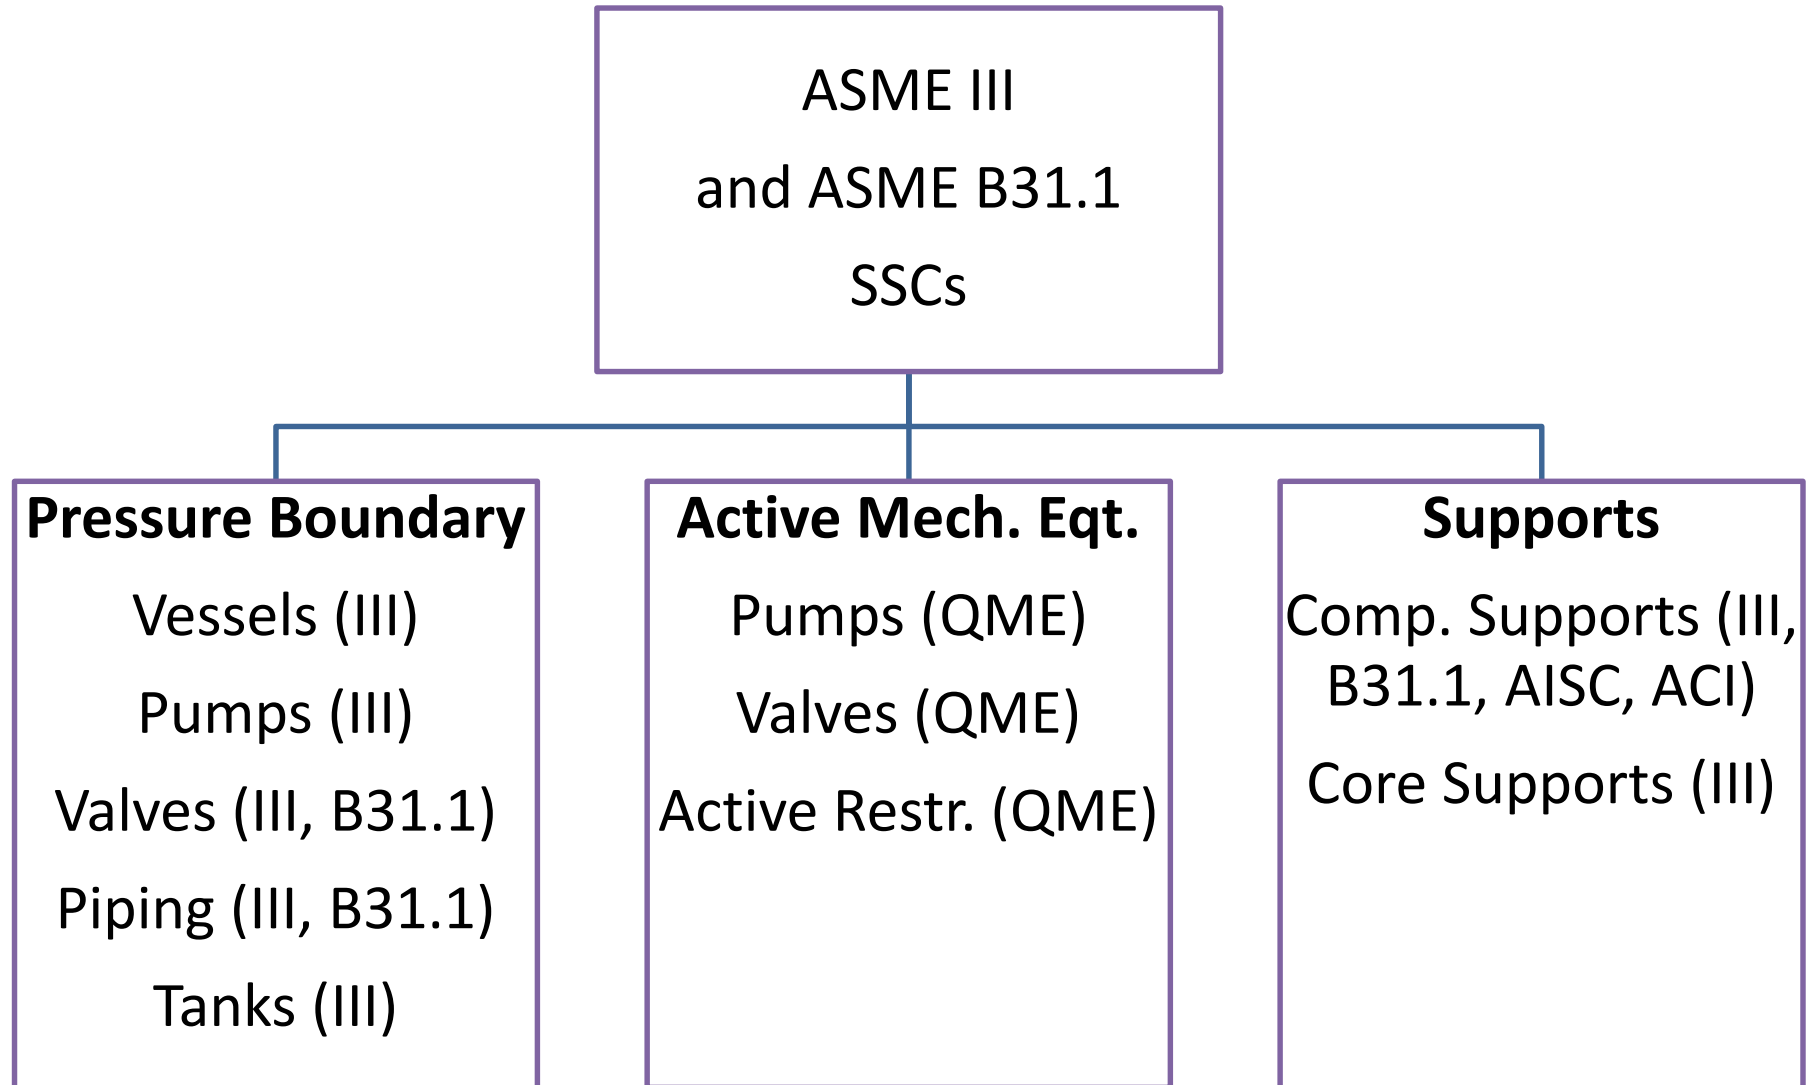 ASME III
and ASME B31.1
SSCs
Pressure Boundary
Vessels (III)
Pumps (III)
Valves (III, B31.1)
Piping (III, B31.1)
Tanks (III)
Active Mech. Eqt.
Pumps (QME)
Valves (QME)
Active Restr. (QME)
Supports
Comp. Supports (III,
B31.1, AISC, ACI)
Core Supports (III)